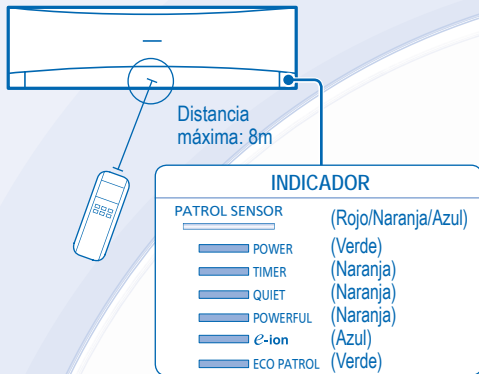 Distancia
máxima: 8m
INDICADOR
PATROL SENSOR (Rojo/Naranja/Azul)
POWER (Verde)
TIMER (Naranja)
QUIET (Naranja)
POWERFUL (Naranja)
e-ion (Azul)
ECO PATROL (Verde)